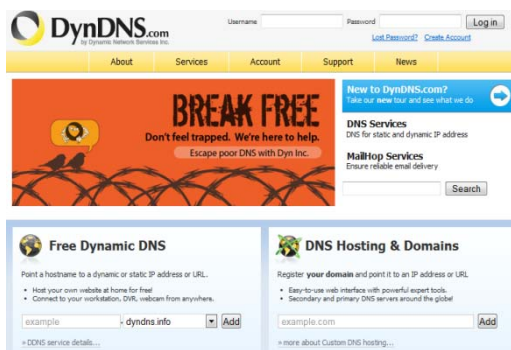 DynDNS.com
by Dynamic Network Services Inc.
Username
Password
Log in
Lost Password? Create Account
About Services Account Support News
BREAK FREE
Don't feel trapped. We're here to help.
Escape poor DNS with Dyn Inc.
New to DynDNS.com?
Take our new tour and see what we do
DNS Services
DNS for static and dynamic IP address
MailHop Services
Ensure reliable email delivery
Search
Free Dynamic DNS
Point a hostname to a dynamic or static IP address or URL.
• Host your own website at home for free!
• Connect to your workstation, DVR, webcam from anywhere.
example . dyndns.info Add
» DDNS service details...
DNS Hosting & Domains
Register your domain and point it to an IP address or URL
• Easy-to-use web interface with powerful expert tools.
• Secondary and primary DNS servers around the globe!
example.com Add
» more about Custom DNS hosting...